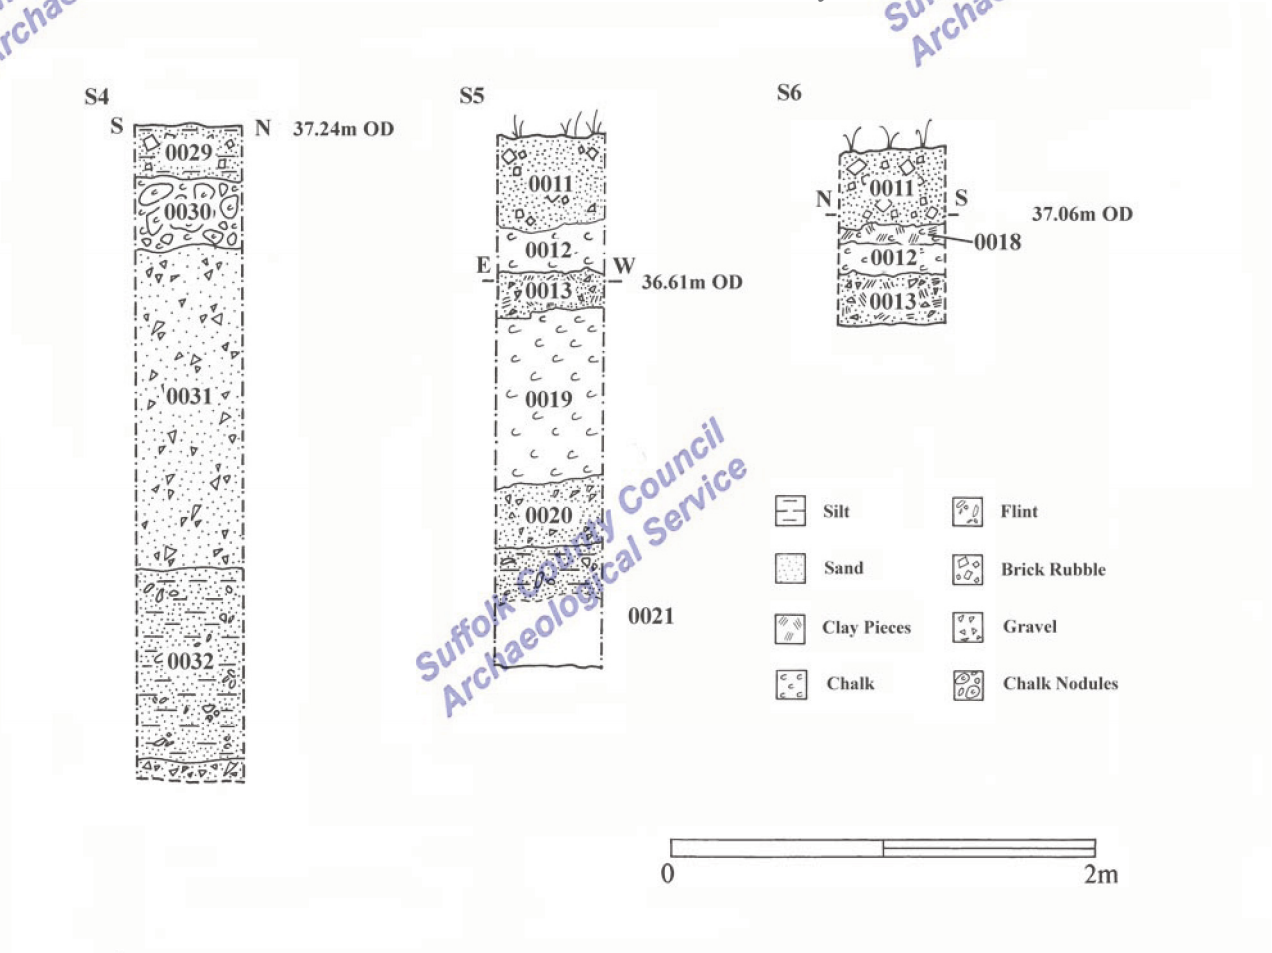 S4
S N 37.24m OD
0029
0030
0031
0032
S5
0011
0012
E W 36.61m OD
0013
0019
0020
0021
S6
0011
N S 37.06m OD
0018
0012
0013
Silt
Flint
Sand
Brick Rubble
Clay Pieces
Gravel
Chalk
Chalk Nodules
0 2m
Suffolk County Council
Archaeological Service